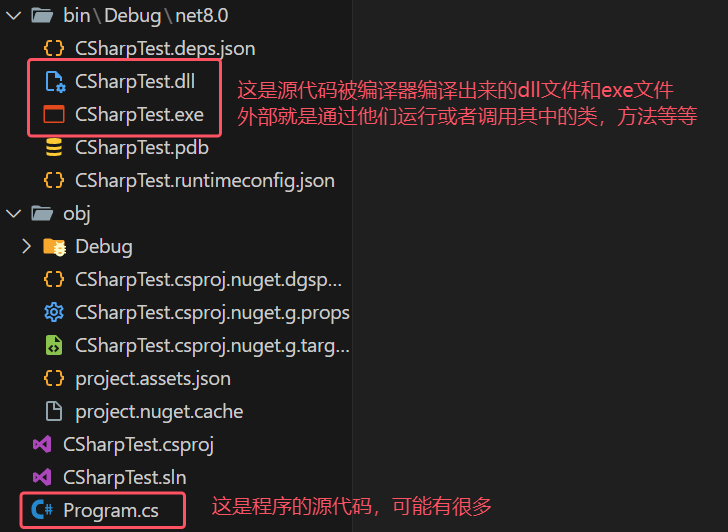 bin\Debug\net8.0
CSharpTest.deps.json
CSharpTest.dll
这是源代码被编译器编译出来的dll文件和exe文件
CSharpTest.exe
外部就是通过他们运行或者调用其中的类，方法等等
CSharpTest.pdb
CSharpTest.runtimeconfig.json
obj
Debug
CSharpTest.csproj.nuget.dgsp...
CSharpTest.csproj.nuget.g.props
CSharpTest.csproj.nuget.g.targ...
project.assets.json
project.nuget.cache
CSharpTest.csproj
CSharpTest.sln
Program.cs
这是程序的源代码，可能有很多